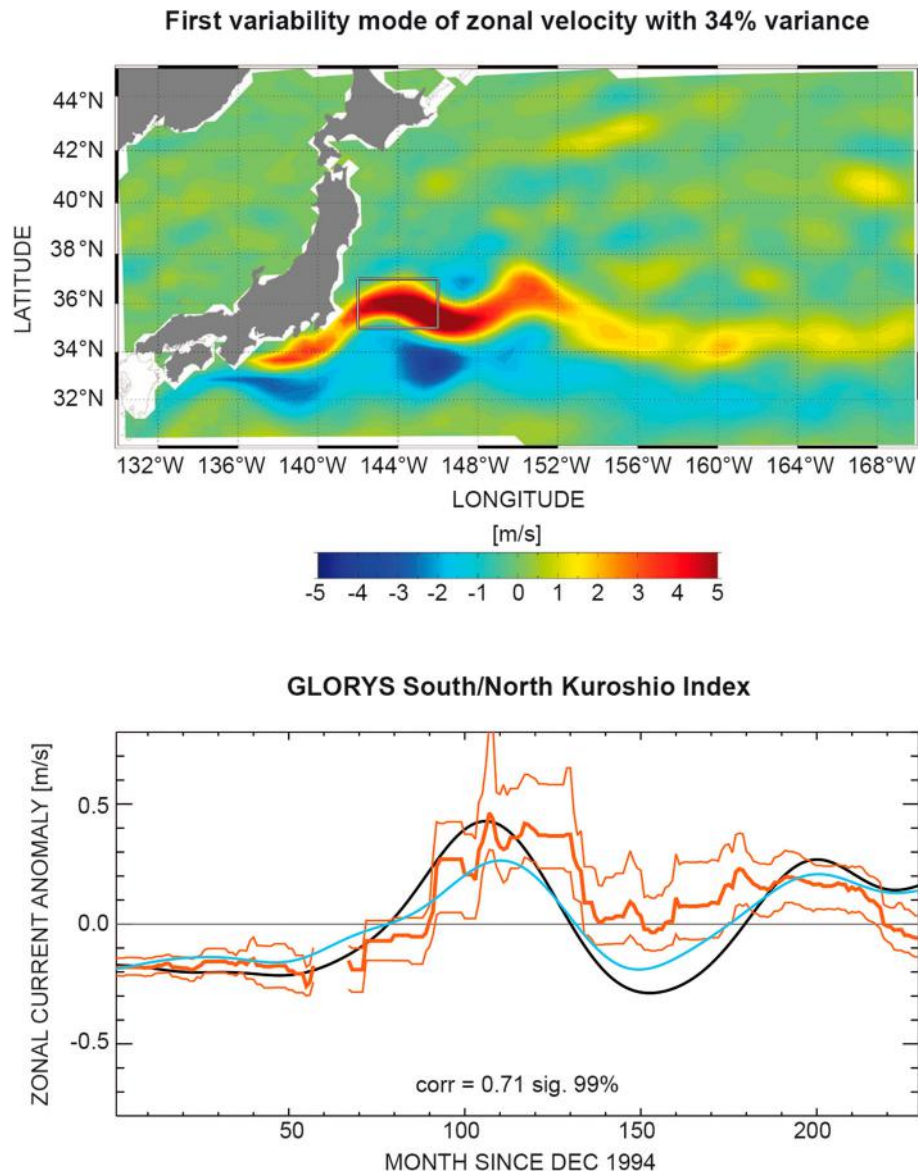 First variability mode of zonal velocity with 34% variance
44°N
42°N
40°N
38°N
36°N
34°N
32°N
LATITUDE
132°W 136°W 140°W 144°W 148°W 152°W 156°W 160°W 164°W 168°W
LONGITUDE
[m/s]
-5 -4 -3 -2 -1 0 1 2 3 4 5
GLORYS South/North Kuroshio Index
ZONAL CURRENT ANOMALY [m/s]
0.5
0.0
-0.5
corr = 0.71 sig. 99%
50 100 150 200
MONTH SINCE DEC 1994